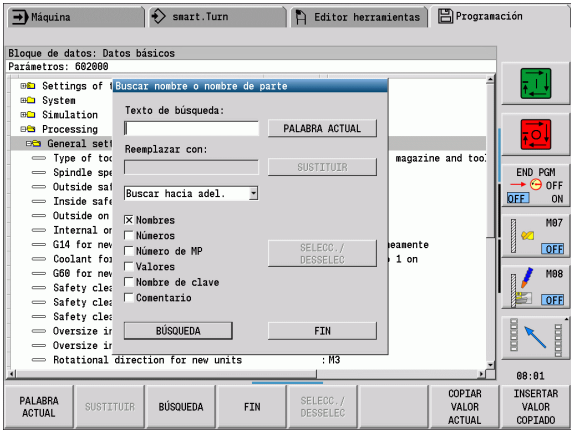 Máquina
smart.Turn
Editor herramientas
Programación
Bloque de datos: Datos básicos
Parámetros: 602000
Settings of
System
Simulation
Processing
General sett
Type of too
magazine and too
Spindle spe
Outside saf
Inside safe
Outside on
Internal on
G14 for new
neamente
Coolant for
1 on
G60 for new
Safety clea
Safety clea
Safety clea
Oversize in
Oversize in
Rotational direction for new units : M3
Buscar nombre o nombre de parte
Texto de búsqueda:
PALABRA ACTUAL
Reemplazar con:
SUSTITUIR
Buscar hacia adel.
Nombres
Números
Número de MP
Valores
Nombre de clave
Comentario
SELECC./
DESSELEC
BÚSQUEDA
FIN
I
O
END PGM
OFF
OFF ON
M07
OFF
M08
OFF
08:01
PALABRA
ACTUAL
SUSTITUIR
BÚSQUEDA
FIN
SELECC./
DESSELEC
COPIAR
VALOR
ACTUAL
INSERTAR
VALOR
COPIADO